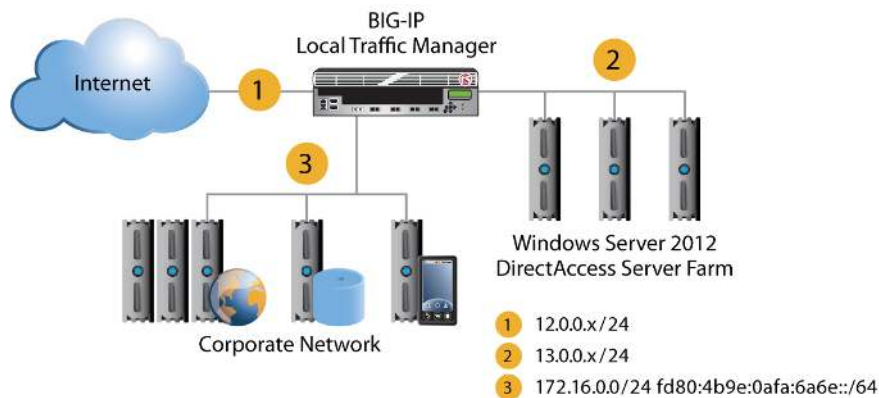 BIG-IP
Local Traffic Manager
Internet
1
2
3
Windows Server 2012
DirectAccess Server Farm
Corporate Network
1 12.0.0.x/24
2 13.0.0.x/24
3 172.16.0.0/24 fd80:4b9e:0afa:6a6e::/64